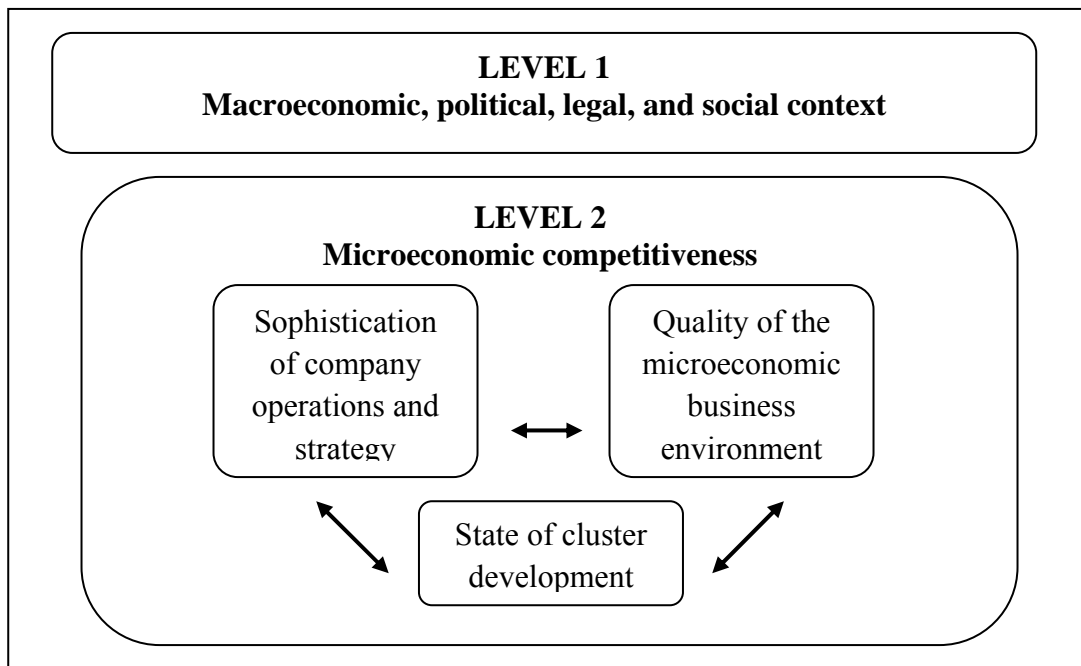 LEVEL 1
Macroeconomic, political, legal, and social context
LEVEL 2
Microeconomic competitiveness
Sophistication
of company
operations and
strategy
Quality of the
microeconomic
business
environment
State of cluster
development